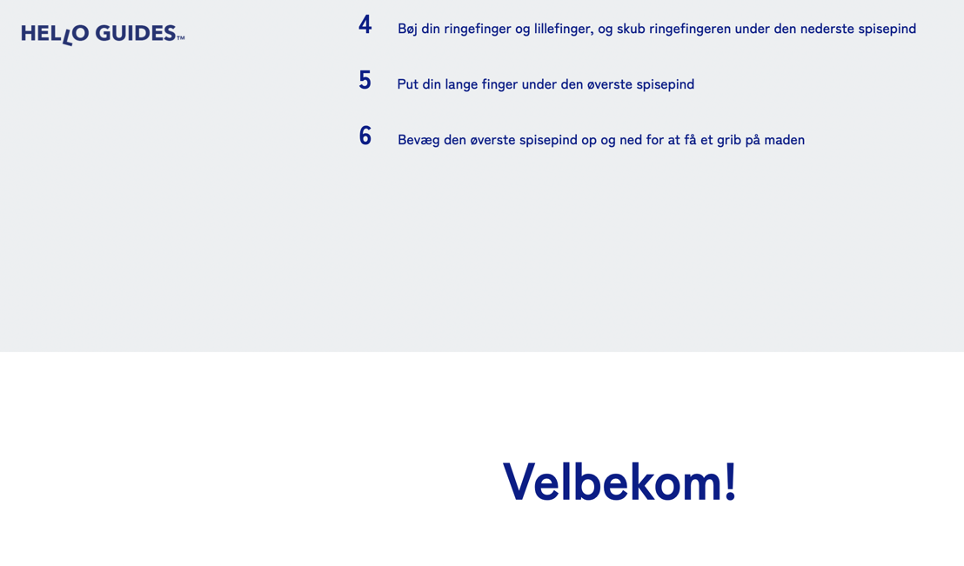 HELLO GUIDES™
4 Bøj din ringefinger og lillefinger, og skub ringefingeren under den nederste spisepind
5 Put din lange finger under den øverste spisepind
6 Bevæg den øverste spisepind op og ned for at få et grib på maden
Velbekom!